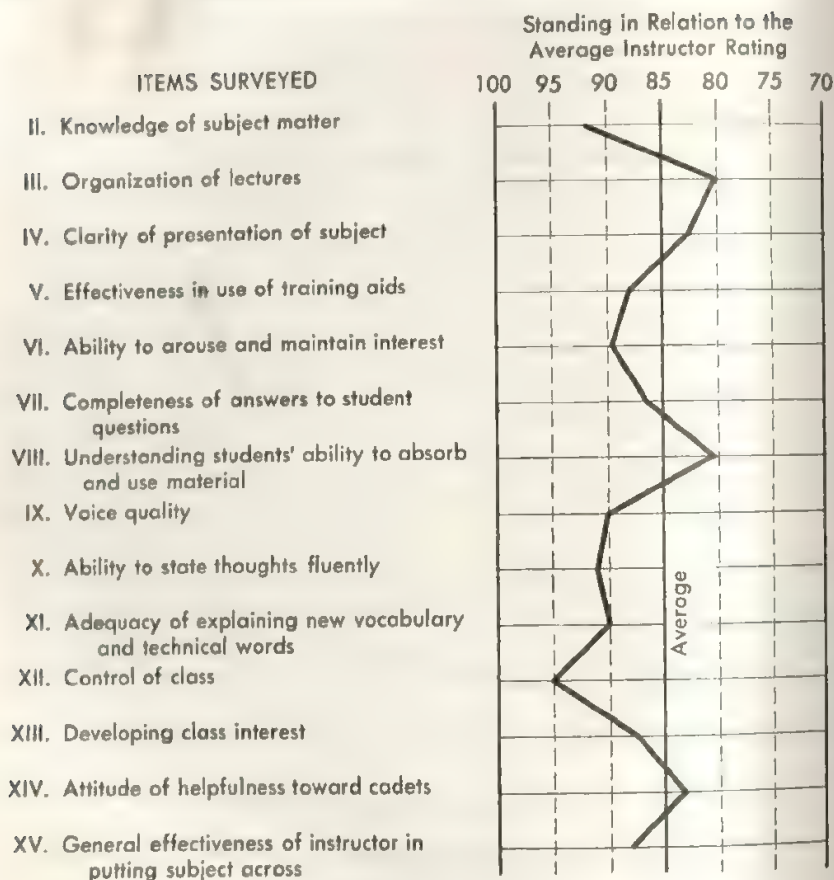 Standing in Relation to the
Average Instructor Rating
ITEMS SURVEYED
100 95 90 85 80 75 70
II. Knowledge of subject matter
III. Organization of lectures
IV. Clarity of presentation of subject
V. Effectiveness in use of training aids
VI. Ability to arouse and maintain interest
VII. Completeness of answers to student
questions
VIII. Understanding students' ability to absorb
and use material
IX. Voice quality
X. Ability to state thoughts fluently
XI. Adequacy of explaining new vocabulary
and technical words
XII. Control of class
XIII. Developing class interest
XIV. Attitude of helpfulness toward cadets
XV. General effectiveness of instructor in
putting subject across
Average